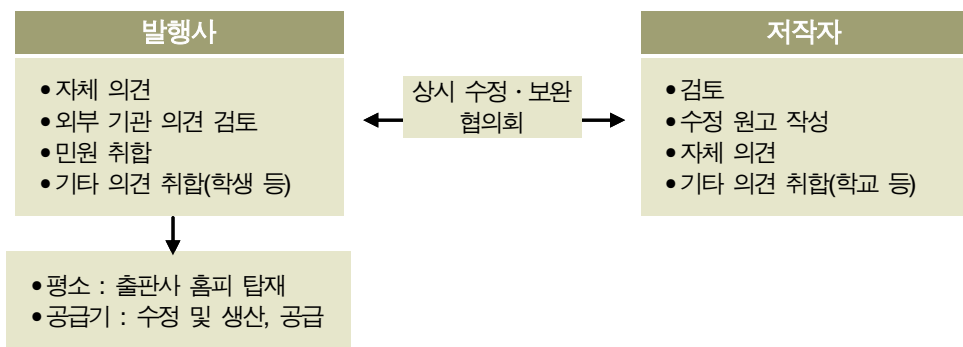 발행사
• 자체 의견
• 외부 기관 의견 검토
• 민원 취합
• 기타 의견 취합(학생 등)
상시 수정·보완
협의회
저작자
• 검토
• 수정 원고 작성
• 자체 의견
• 기타 의견 취합(학교 등)
• 평소 : 출판사 홈피 탑재
• 공급기 : 수정 및 생산, 공급